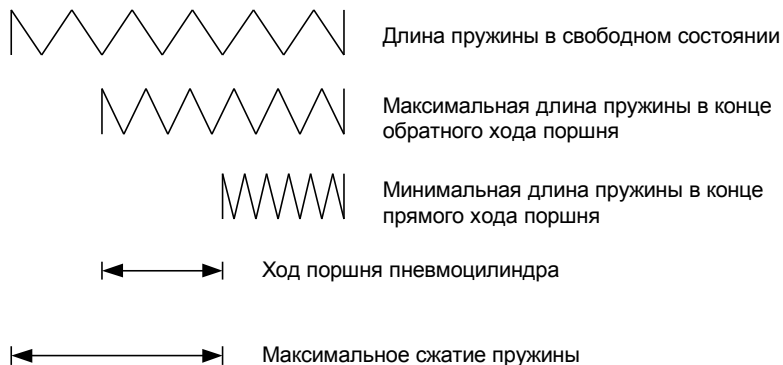 Длина пружины в свободном состоянии
Максимальная длина пружины в конце
обратного хода поршня
Минимальная длина пружины в конце
прямого хода поршня
Ход поршня пневмоцилиндра
Максимальное сжатие пружины